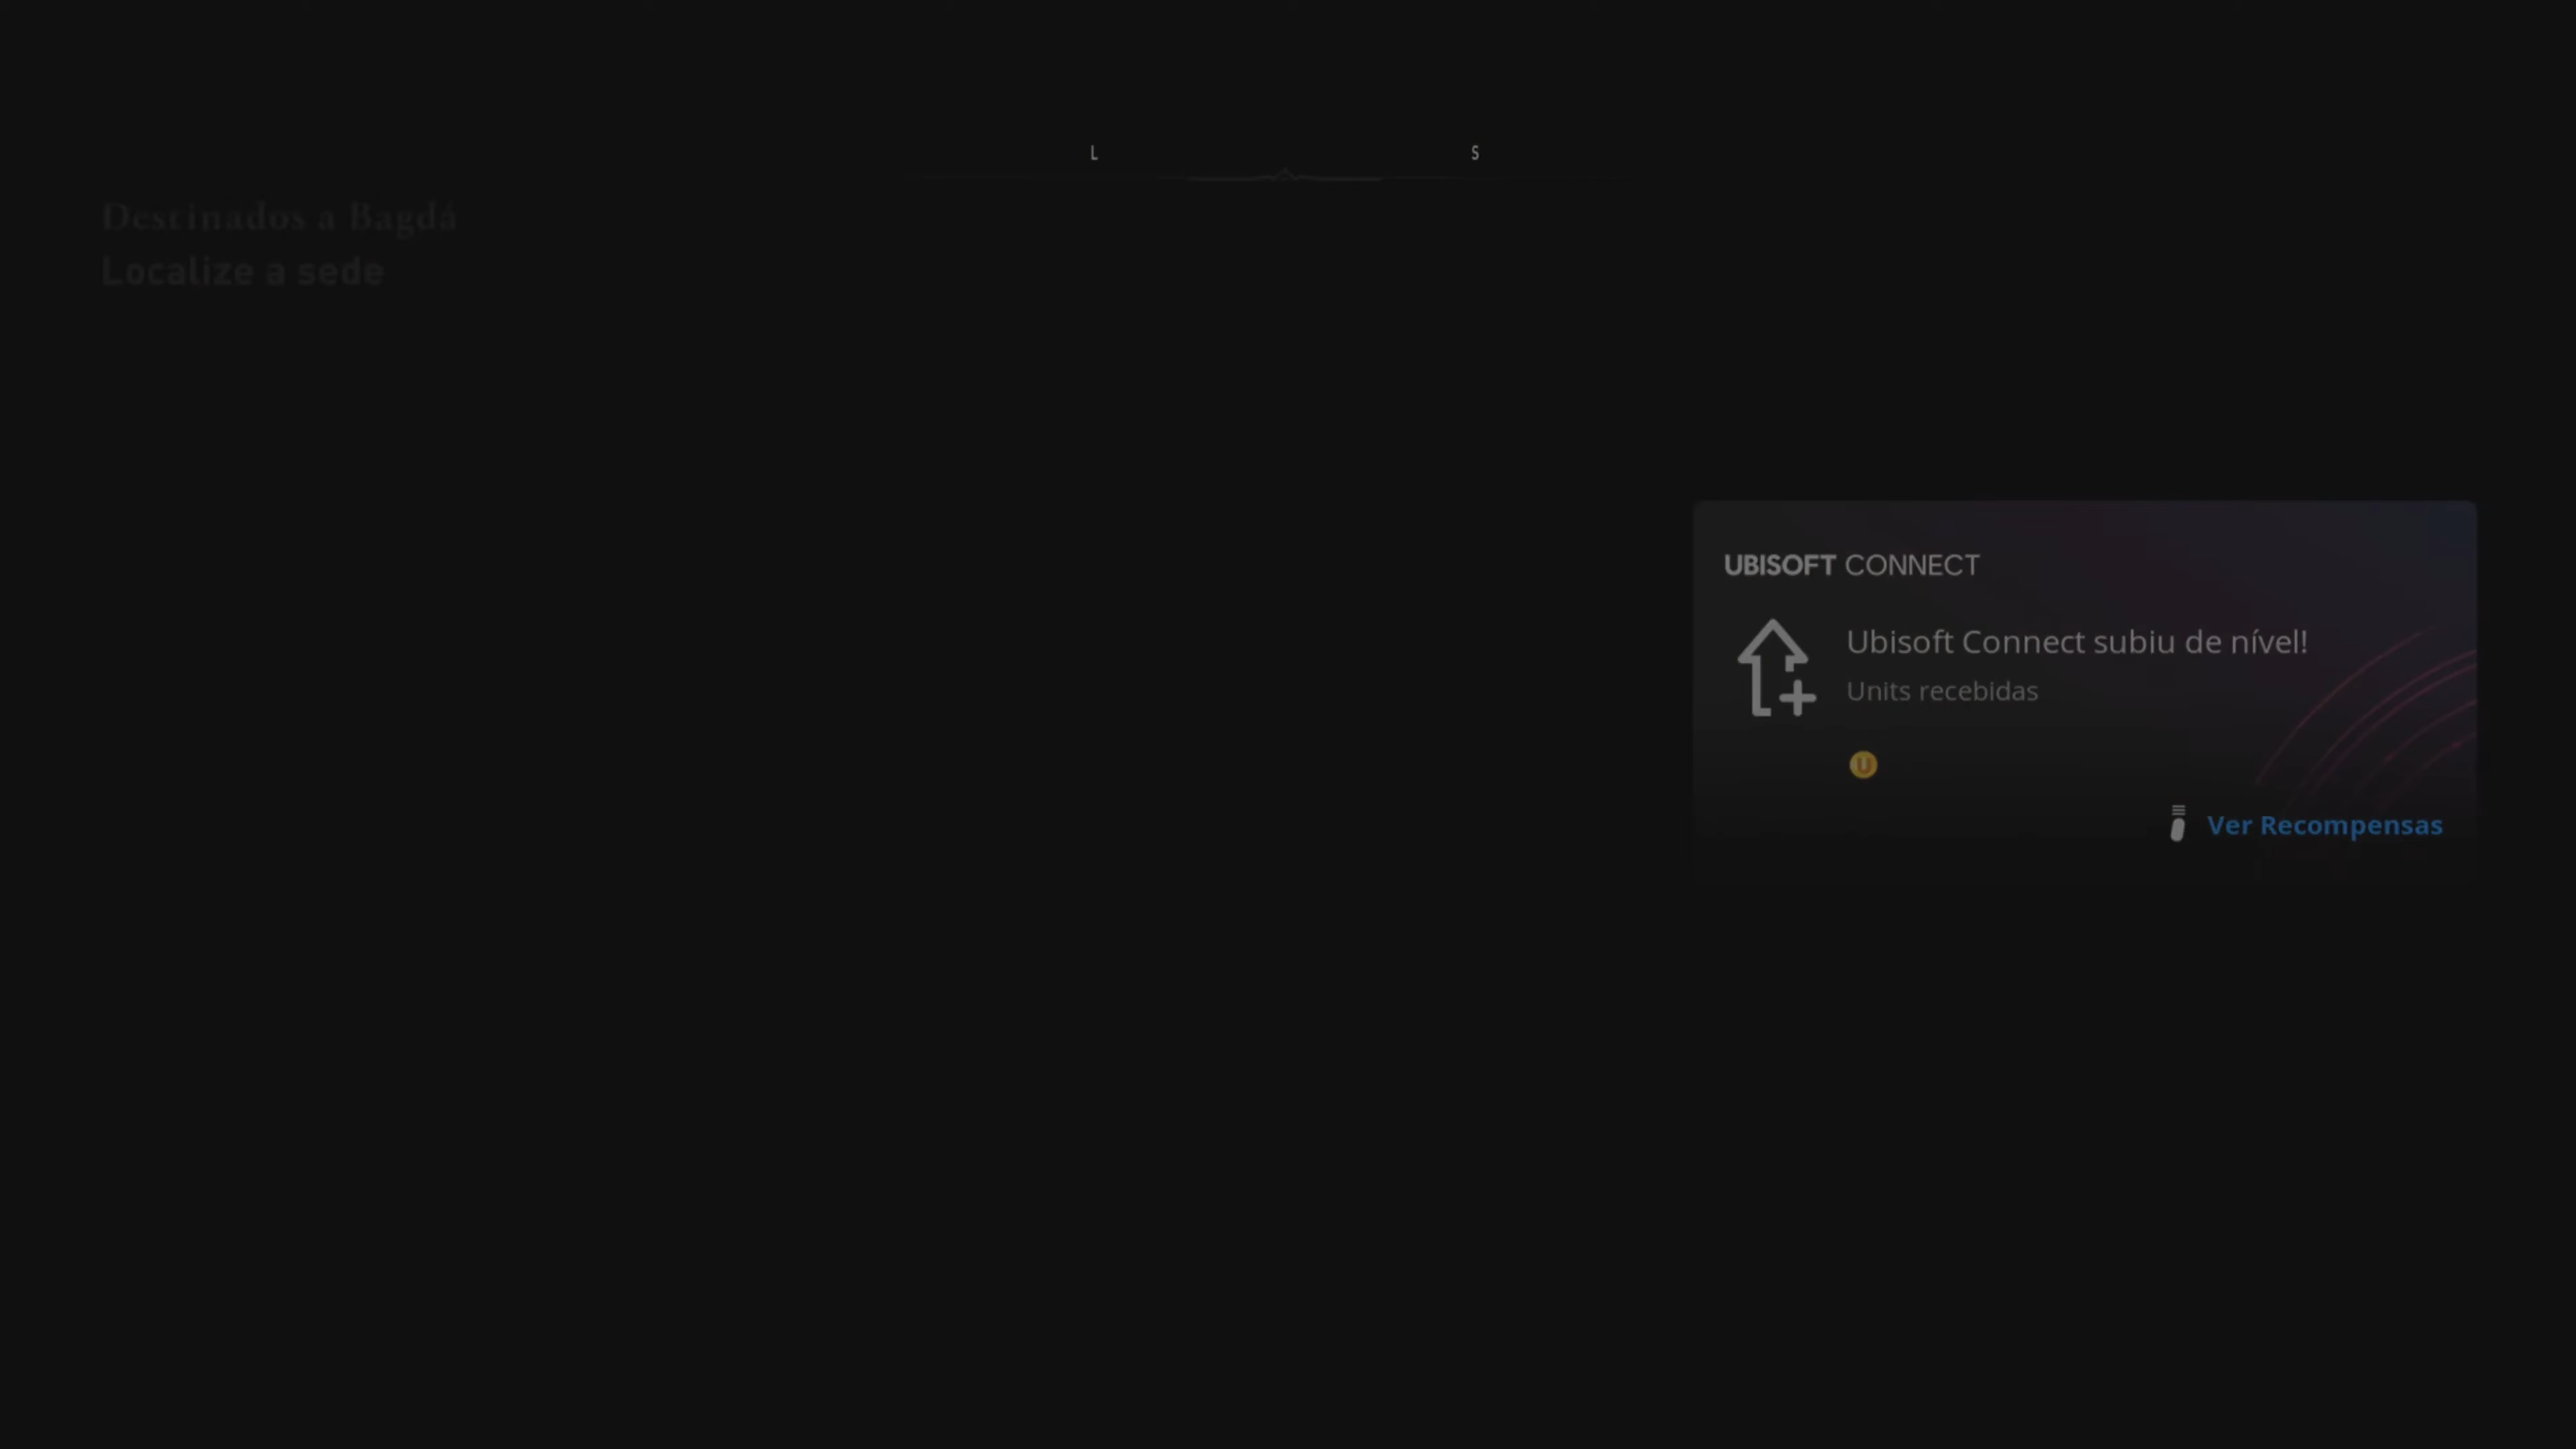 L S
Destinados a Bagdá
Localize a sede
UBISOFT CONNECT
Ubisoft Connect subiu de nível!
Units recebidas
U
Ver Recompensas